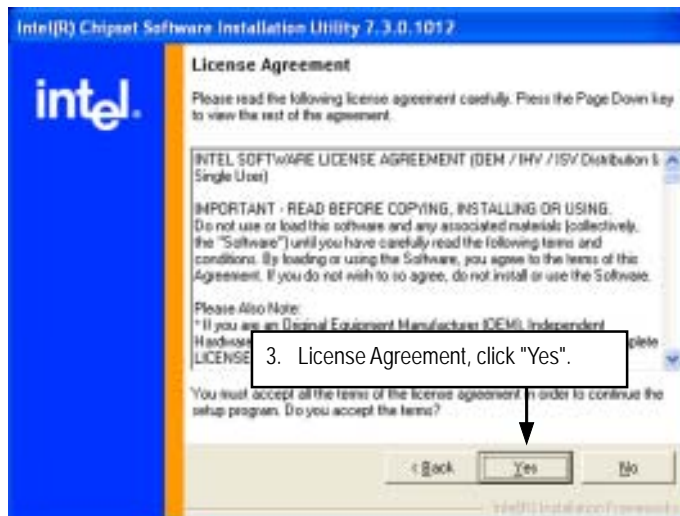 Intel(R) Chipset Software Installation Utility 7.3.0.1012
intel.
License Agreement
Please read the following license agreement carefully. Press the Page Down key
to view the rest of the agreement.
INTEL SOFTWARE LICENSE AGREEMENT (OEM / IHV / ISV Distribution &
Single User)
IMPORTANT - READ BEFORE COPYING, INSTALLING OR USING.
Do not use or load this software and any associated materials (collectively,
the "Software") until you have carefully read the following terms and
conditions. By loading or using the Software, you agree to the terms of this
Agreement. If you do not wish to so agree, do not install or use the Software.
Please Also Note:
* If you are an Original Equipment Manufacturer (OEM), Independent
Hardware
LICENSE
3. License Agreement, click "Yes".
You must accept all the terms of the license agreement in order to continue the
setup program. Do you accept the terms?
< Back
Yes
No
Intel(R) Installation Framework